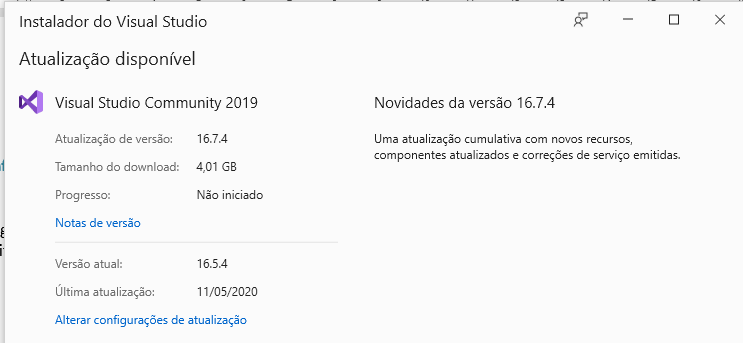 Instalador do Visual Studio
Atualização disponível
Visual Studio Community 2019
Atualização de versão: 16.7.4
Tamanho do download: 4,01 GB
Progresso: Não iniciado
Notas de versão
Versão atual: 16.5.4
Última atualização: 11/05/2020
Alterar configurações de atualização
Novidades da versão 16.7.4
Uma atualização cumulativa com novos recursos,
componentes atualizados e correções de serviço emitidas.